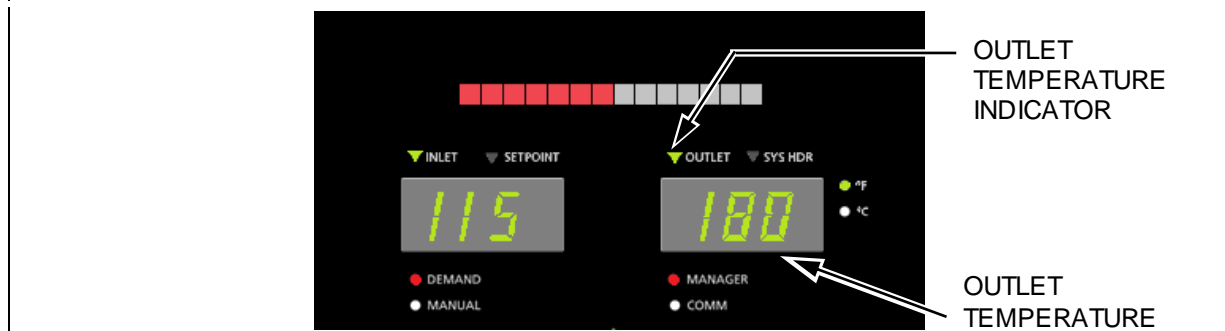 OUTLET
TEMPERATURE
INDICATOR
INLET SETPOINT OUTLET SYS HDR
115 180
°F
°C
DEMAND MANAGER
MANUAL COMM
OUTLET
TEMPERATURE